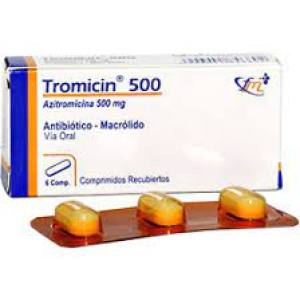 Tromicin® 500
Azitromicina 500 mg
Antibiótico - Macrólido
Vía Oral
6 Comp.
Comprimidos Recubiertos